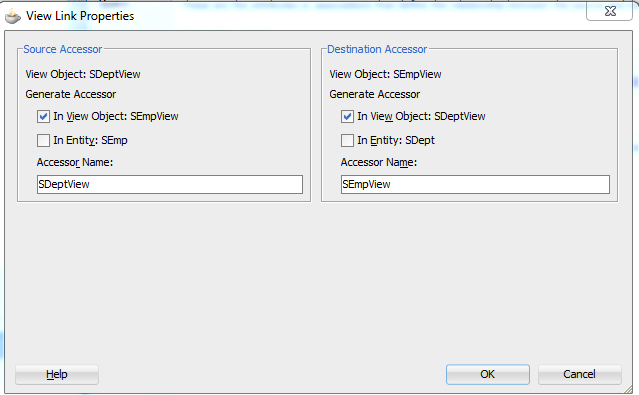 View Link Properties
Source Accessor
View Object: SDeptView
Generate Accessor
In View Object: SEmpView
In Entity: SEmp
Accessor Name:
SDeptView
Destination Accessor
View Object: SEmpView
Generate Accessor
In View Object: SDeptView
In Entity: SDept
Accessor Name:
SEmpView
Help
OK
Cancel